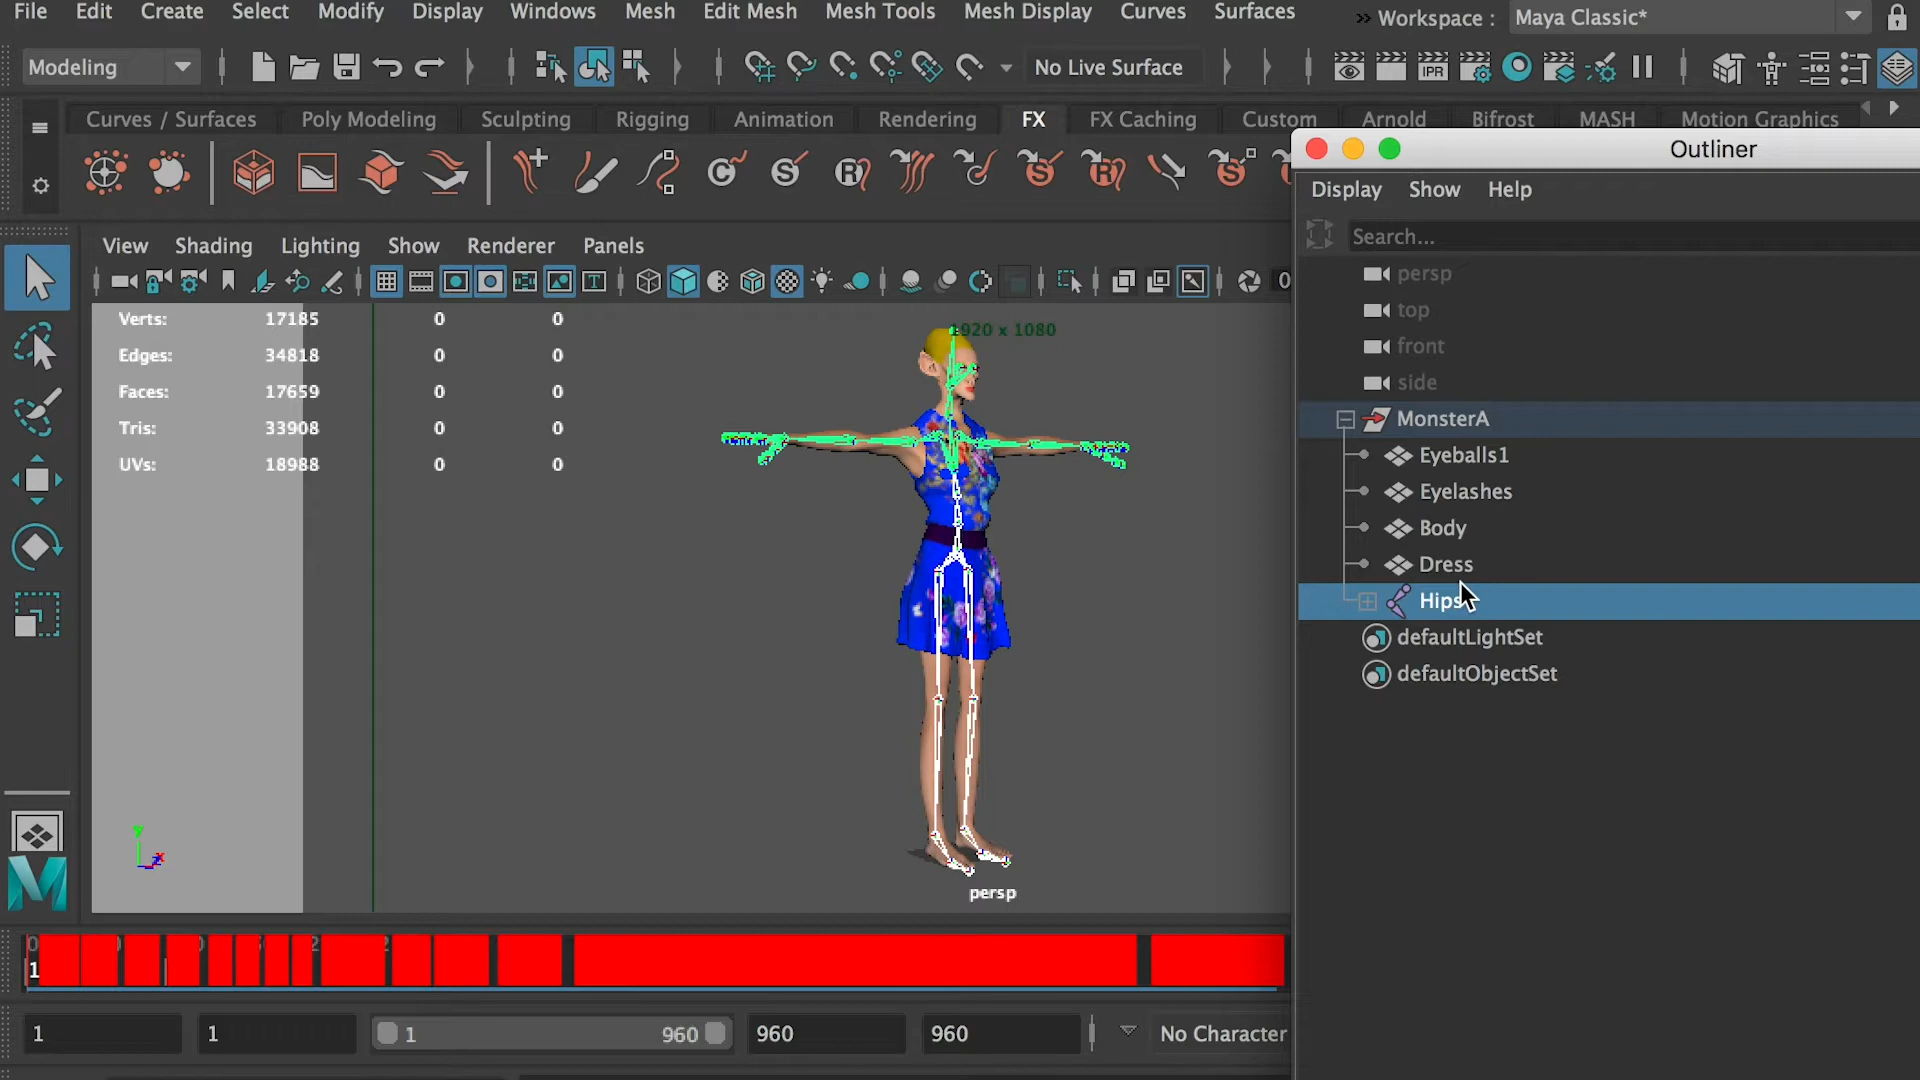 File Edit Create Select Modify Display Windows Mesh Edit Mesh Mesh Tools Mesh Display Curves Surfaces
Workspace : Maya Classic*
Modeling
No Live Surface
IPR
Curves / Surfaces Poly Modeling Sculpting Rigging Animation Rendering FX FX Caching Custom Arnold Bifrost MASH Motion Graphics
Outliner
Display Show Help
Search...
View Shading Lighting Show Renderer Panels
0
Verts: 17185 0 0
Edges: 34818 0 0
Faces: 17659 0 0
Tris: 33908 0 0
UVs: 18988 0 0
1920 x 1080
persp
top
front
side
MonsterA
Eyeballs1
Eyelashes
Body
Dress
Hips
defaultLightSet
defaultObjectSet
y
persp
1
1 1 1 960 960 960 No Character